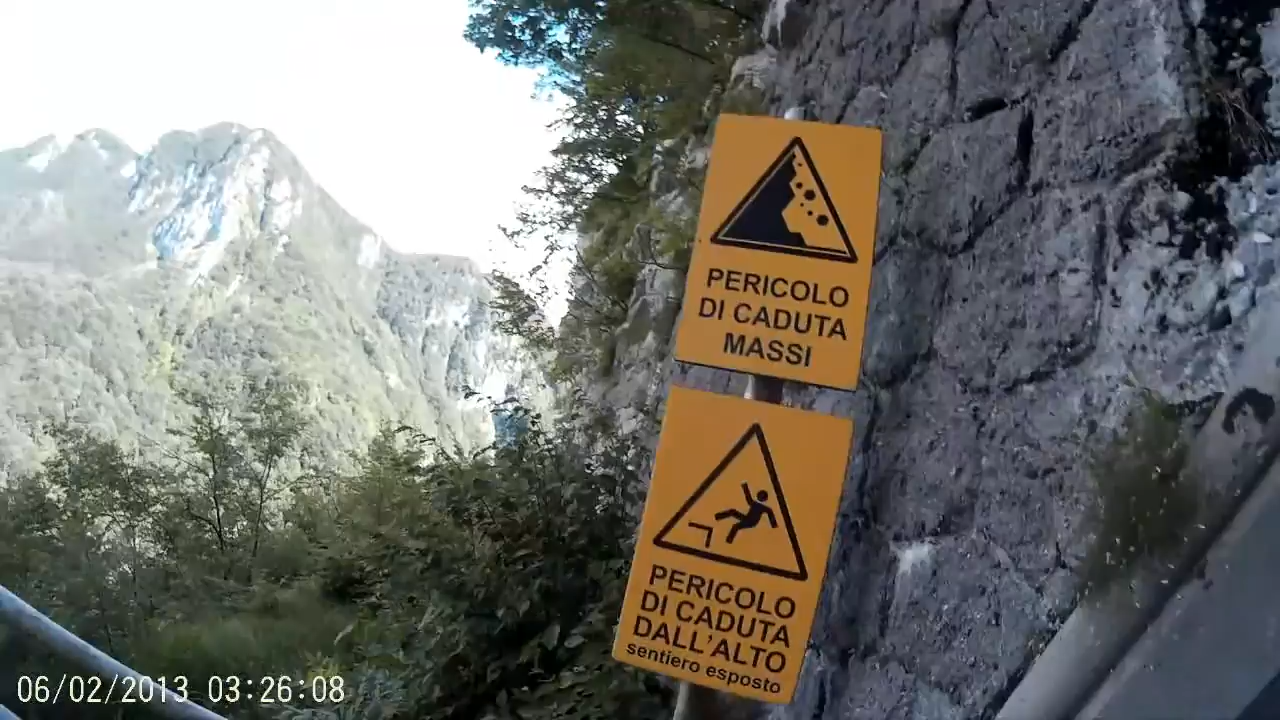 PERICOLO
DI CADUTA
MASSI
PERICOLO
DI CADUTA
DALL'ALTO
sentiero esposto
06/02/2013 03:26:08